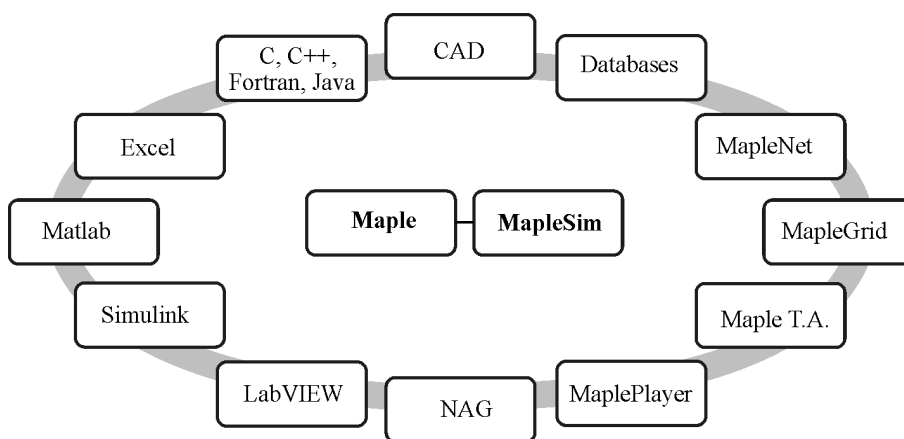 CAD
C, C++,
Fortran, Java
Databases
Excel
MapleNet
Maple
MapleSim
Matlab
MapleGrid
Simulink
Maple T.A.
LabVIEW
NAG
MaplePlayer